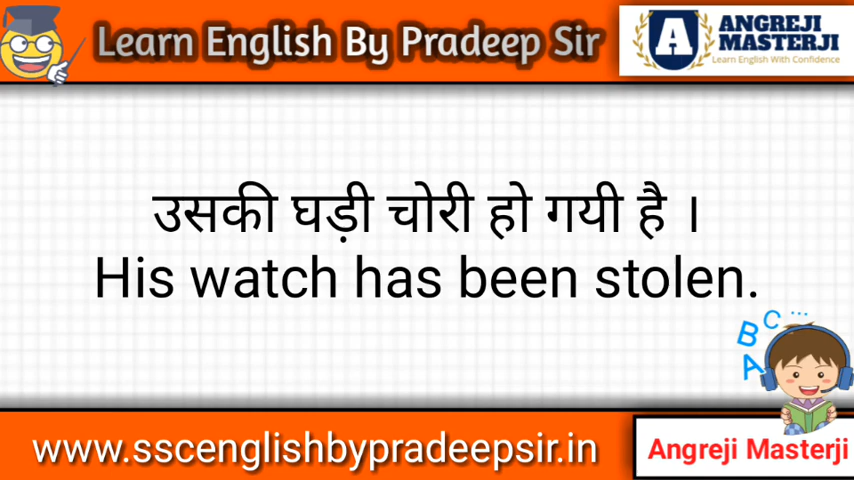 Learn English By Pradeep Sir
A
ANGREJI
MASTERJI
Learn English With Confidence
उसकी घड़ी चोरी हो गयी है ।
His watch has been stolen.
A B C ...
www.sscenglishbypradeepsir.in
Angreji Masterji